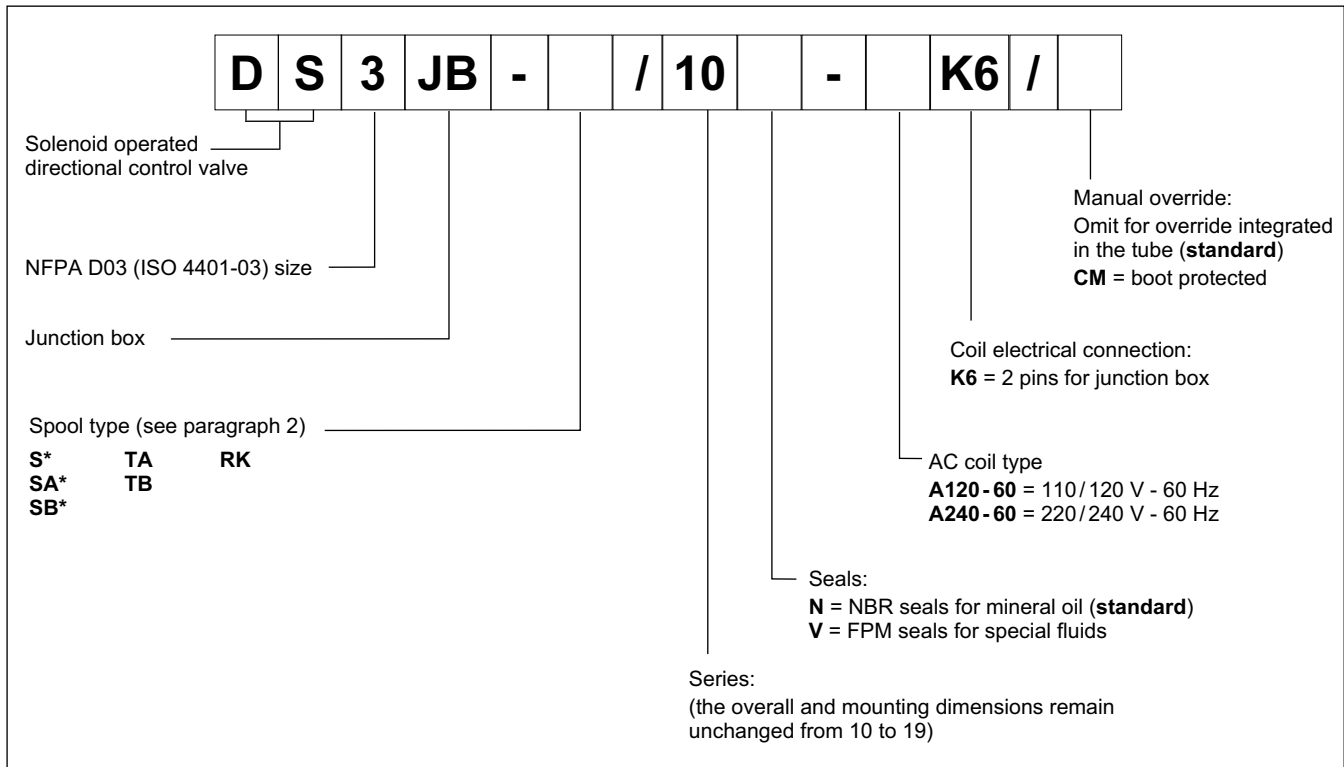 D S 3 JB - / 10 - K6 /
Solenoid operated
directional control valve
NFPA D03 (ISO 4401-03) size
Junction box
Spool type (see paragraph 2)
S* TA RK
SA* TB
SB*
Manual override:
Omit for override integrated
in the tube (standard)
CM = boot protected
Coil electrical connection:
K6 = 2 pins for junction box
AC coil type
A120-60 = 110/120 V - 60 Hz
A240-60 = 220/240 V - 60 Hz
Seals:
N = NBR seals for mineral oil (standard)
V = FPM seals for special fluids
Series:
(the overall and mounting dimensions remain
unchanged from 10 to 19)